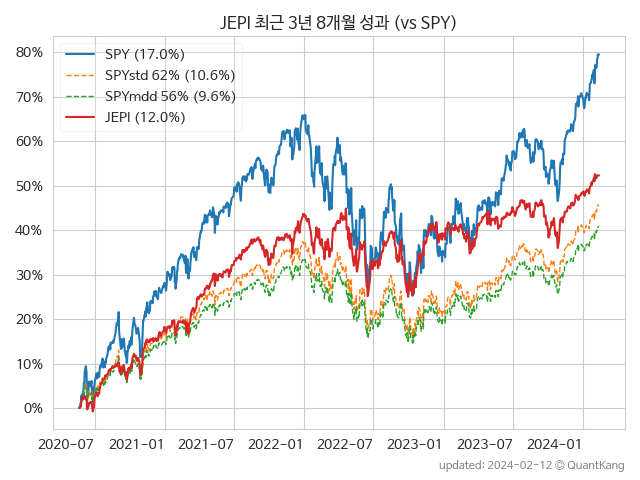 JEPI 최근 3년 8개월 성과 (vs SPY)
SPY (17.0%)
SPYstd 62% (10.6%)
SPYmdd 56% (9.6%)
JEPI (12.0%)
80%
70%
60%
50%
40%
30%
20%
10%
0%
2020-07 2021-01 2021-07 2022-01 2022-07 2023-01 2023-07 2024-01
updated: 2024-02-12 © QuantKang